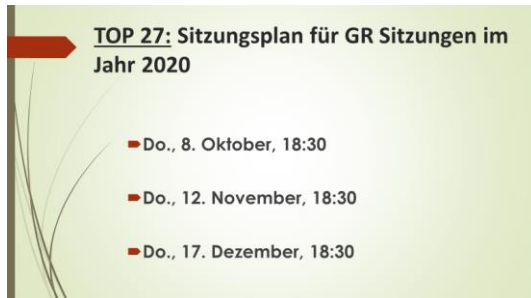 TOP 27: Sitzungsplan für GR Sitzungen im
Jahr 2020
Do., 8. Oktober, 18:30
Do., 12. November, 18:30
Do., 17. Dezember, 18:30